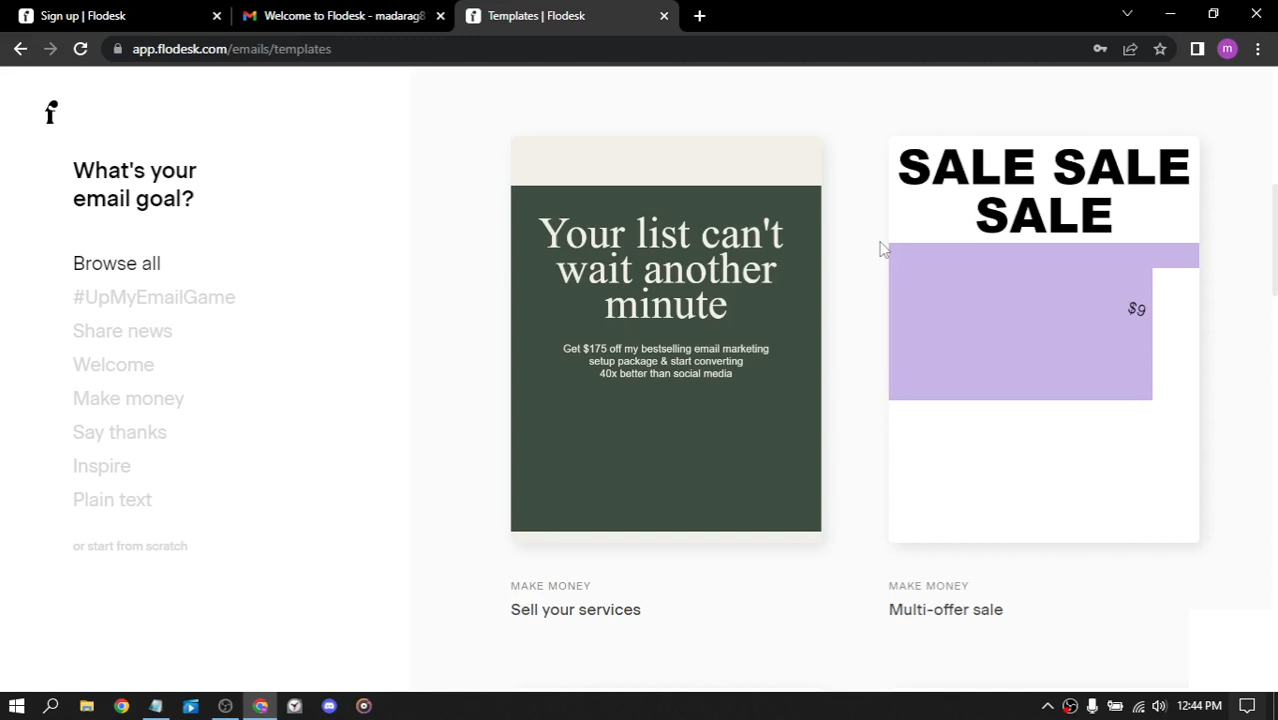 Sign up | Flodesk
Welcome to Flodesk - madarag8
Templates | Flodesk
app.flodesk.com/emails/templates
m
f
What's your
email goal?
Browse all
#UpMyEmailGame
Share news
Welcome
Make money
Say thanks
Inspire
Plain text
or start from scratch
Your list can't
wait another
minute
Get $175 off my bestselling email marketing
setup package & start converting
40x better than social media
MAKE MONEY
Sell your services
SALE SALE
SALE
$9
MAKE MONEY
Multi-offer sale
12:44 PM